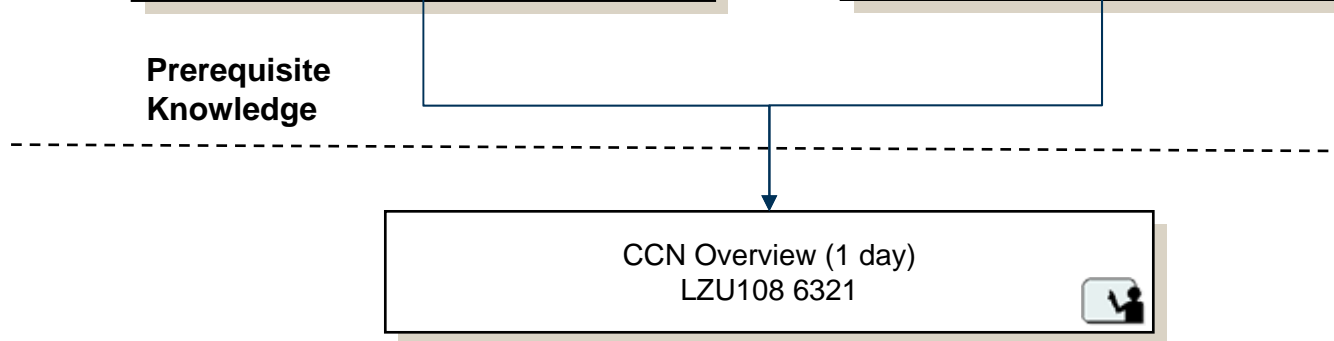 Prerequisite
Knowledge
CCN Overview (1 day)
LZU108 6321